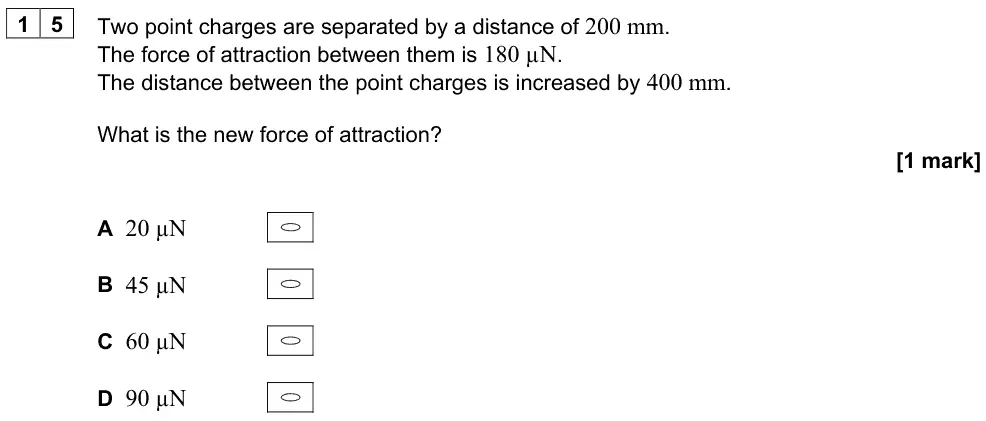 1 5 Two point charges are separated by a distance of 200 mm.
The force of attraction between them is 180 µN.
The distance between the point charges is increased by 400 mm.
What is the new force of attraction?
[1 mark]
A 20 µN
B 45 µN
C 60 µN
D 90 µN